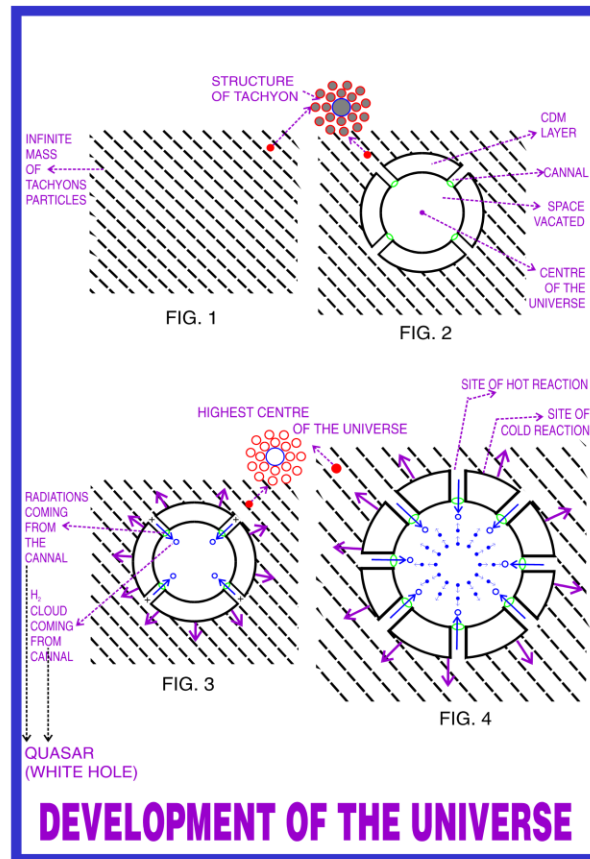 STRUCTURE
OF TACHYON
INFINITE
MASS
OF
TACHYONS
PARTICLES
CDM
LAYER
CANNAL
SPACE
VACATED
CENTRE
OF THE
UNIVERSE
FIG. 1
FIG. 2
SITE OF HOT REACTION
HIGHEST CENTRE
OF THE UNIVERSE
SITE OF
COLD REACTION
RADIATIONS
COMING
FROM
THE
CANNAL
H₂
CLOUD
COMING
FROM
CANNAL
FIG. 3
FIG. 4
QUASAR
(WHITE HOLE)
DEVELOPMENT OF THE UNIVERSE